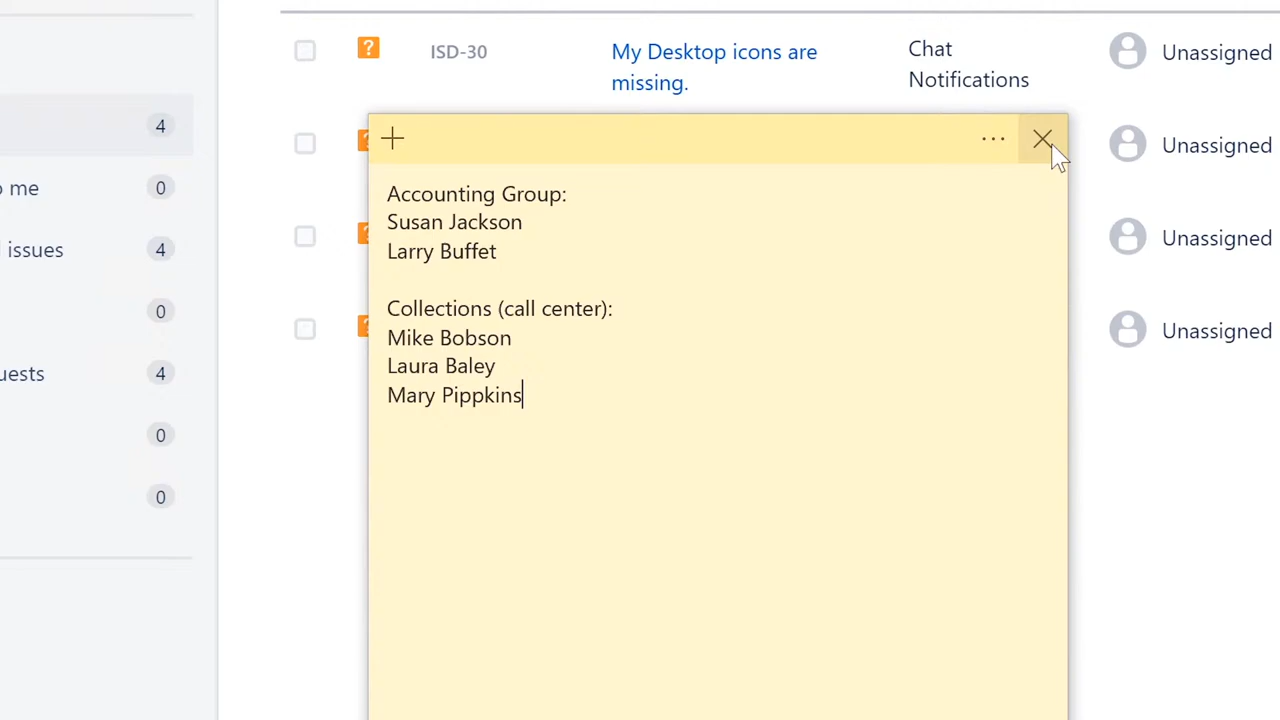 ?
ISD-30
My Desktop icons are
missing.
Chat
Notifications
Unassigned
4
Unassigned
o me
0
Accounting Group:
Susan Jackson
Larry Buffet
Unassigned
issues
4
Collections (call center):
Mike Bobson
Laura Baley
Mary Pippkins
0
Unassigned
uests
4
0
0